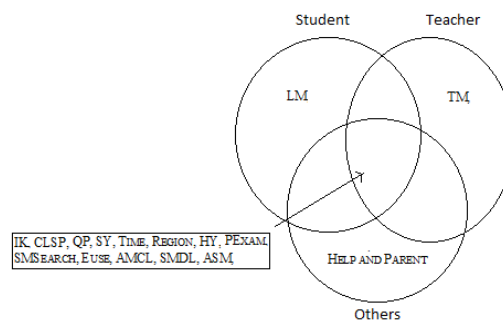 Student Teacher
LM TM,
IK, CLSP, QP, SY, TIME, REGION, HY, PEXAM,
SMSEARCH, EUSE, AMCL, SMDL, ASM,
HELP AND PARENT
Others